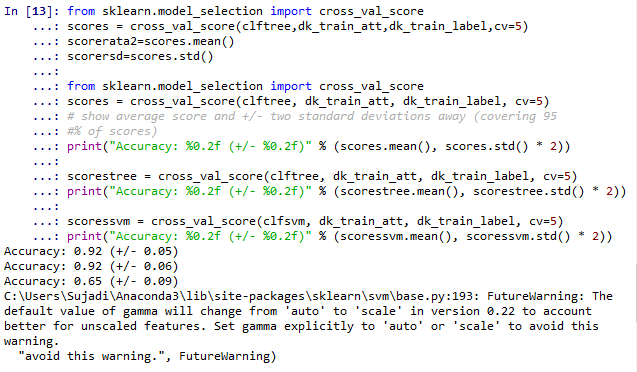 In [13]: from sklearn.model_selection import cross_val_score
...: scores = cross_val_score(clftree,dk_train_att,dk_train_label,cv=5)
...: scorerata2=scores.mean()
...: scorersd=scores.std()
...:
...: from sklearn.model_selection import cross_val_score
...: scores = cross_val_score(clftree, dk_train_att, dk_train_label, cv=5)
...: # show average score and +/- two standard deviations away (covering 95
...: #% of scores)
...: print("Accuracy: %0.2f (+/- %0.2f)" % (scores.mean(), scores.std() * 2))
...:
...: scorestree = cross_val_score(clftree, dk_train_att, dk_train_label, cv=5)
...: print("Accuracy: %0.2f (+/- %0.2f)" % (scorestree.mean(), scorestree.std() * 2))
...:
...: scoressvm = cross_val_score(clfsvm, dk_train_att, dk_train_label, cv=5)
...: print("Accuracy: %0.2f (+/- %0.2f)" % (scoressvm.mean(), scoressvm.std() * 2))
Accuracy: 0.92 (+/- 0.05)
Accuracy: 0.92 (+/- 0.06)
Accuracy: 0.65 (+/- 0.09)
C:\Users\Sujadi\Anaconda3\lib\site-packages\sklearn\svm\base.py:193: FutureWarning: The
default value of gamma will change from 'auto' to 'scale' in version 0.22 to account
better for unscaled features. Set gamma explicitly to 'auto' or 'scale' to avoid this
warning.
"avoid this warning.", FutureWarning)